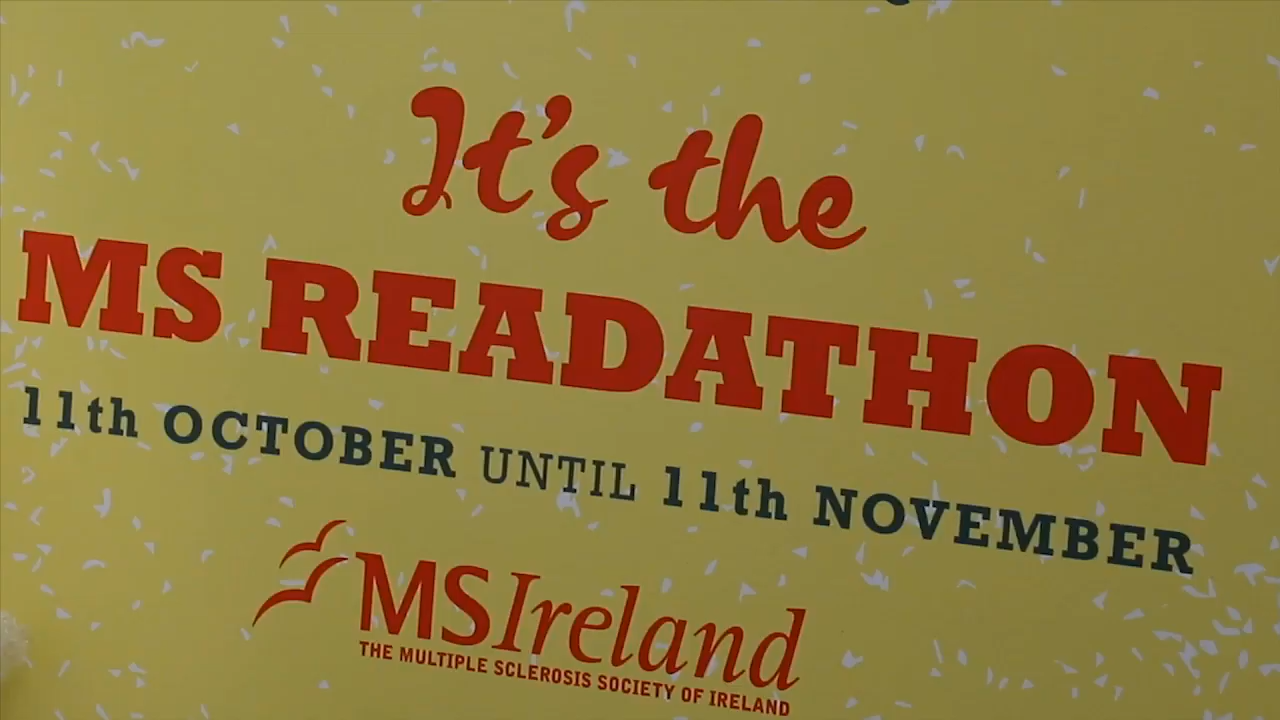 It's the
MS READATHON
11th OCTOBER UNTIL 11th NOVEMBER
MSIreland
THE MULTIPLE SCLEROSIS SOCIETY OF IRELAND